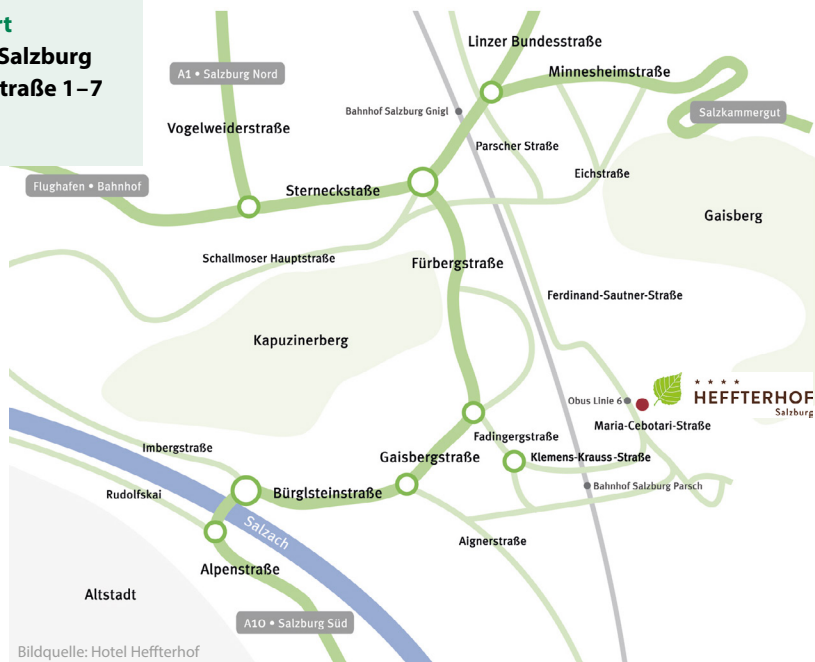 rt
Salzburg
traße 1–7
Linzer Bundesstraße
Minnesheimstraße
A1 • Salzburg Nord
Salzkammergut
Bahnhof Salzburg Gnigl
Vogelweiderstraße
Parscher Straße
Eichstraße
Flughafen • Bahnhof
Sterneckstaße
Gaisberg
Schallmoser Hauptstraße
Fürbergstraße
Ferdinand-Sautner-Straße
Kapuzinerberg
Obus Linie 6
HEFFTERHOF
Salzburg
Maria-Cebotari-Straße
Fadingergstraße
Imbergstraße
Gaisbergstraße
Klemens-Krauss-Straße
Rudolfskai
Bürglsteinstraße
Bahnhof Salzburg Parsch
Salzach
Aignerstraße
Alpenstraße
Altstadt
A10 • Salzburg Süd
Bildquelle: Hotel Heffterhof